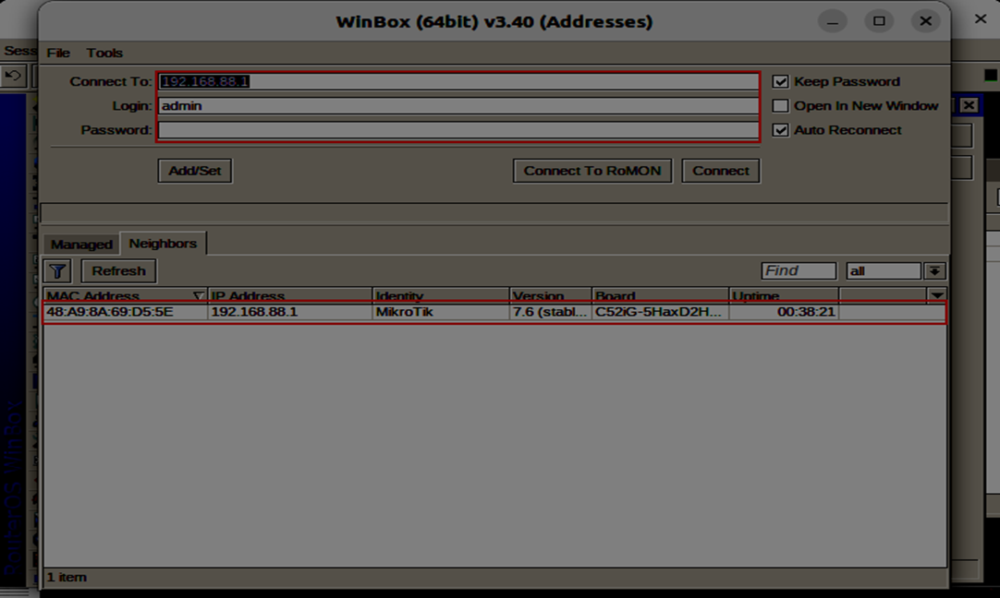 WinBox (64bit) v3.40 (Addresses)
Sess
File Tools
Connect To: 192.168.88.1
Keep Password
Login: admin
Open In New Window
Password:
Auto Reconnect
Add/Set Connect To RoMON Connect
Managed Neighbors
Refresh Find all
MAC Address IP Address Identity Version Board Uptime
48:A9:8A:69:D5:5E 192.168.88.1 MikroTik 7.6 (stabl... C52iG-5HaxD2H... 00:38:21
1 item
RouterOS WinBox